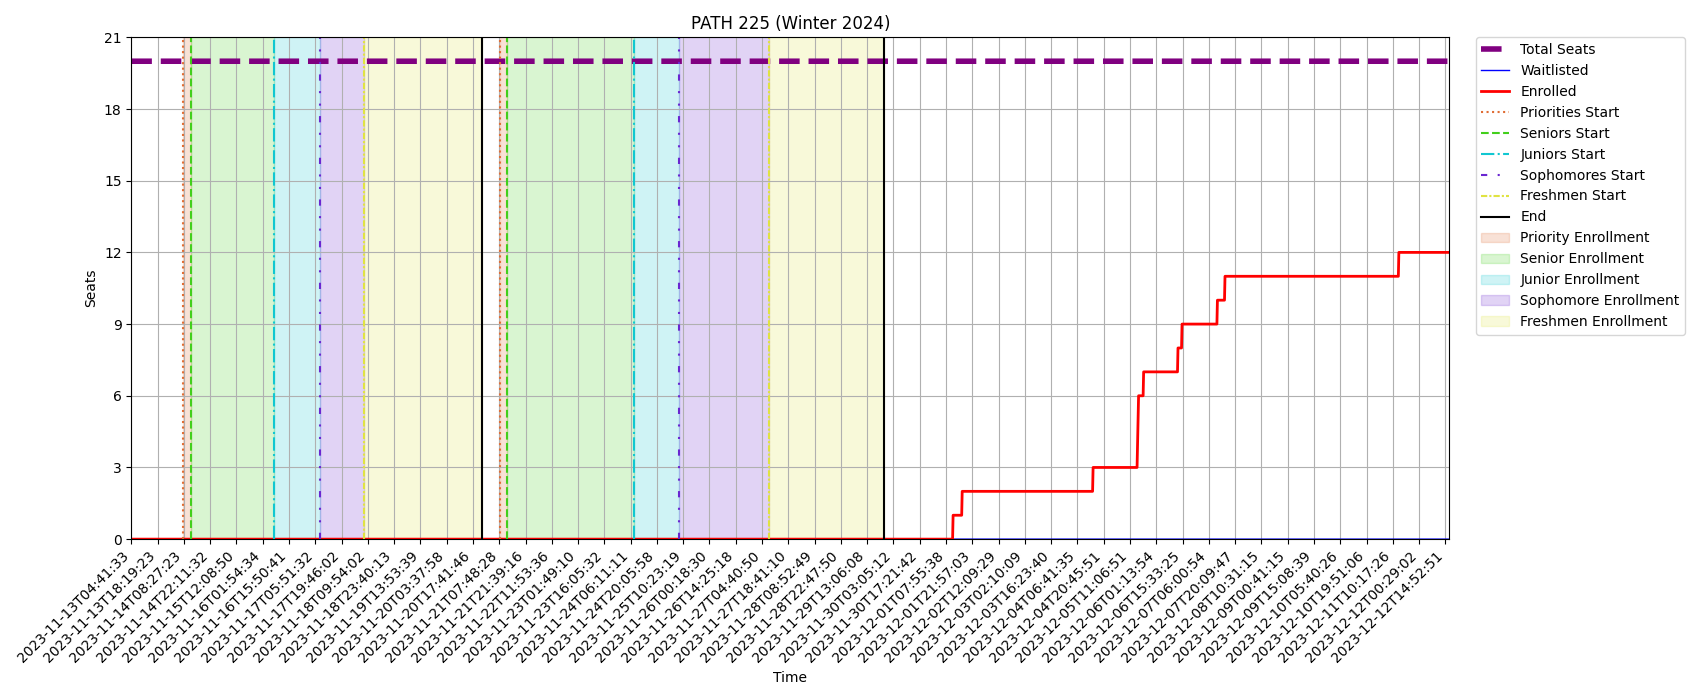 PATH 225 (Winter 2024)
Seats
21
18
15
12
9
6
3
0
2023-11-13T04:41:33
2023-11-13T18:19:23
2023-11-14T08:27:23
2023-11-14T22:11:32
2023-11-15T12:08:50
2023-11-16T01:54:34
2023-11-16T15:50:41
2023-11-17T05:51:32
2023-11-17T19:46:02
2023-11-18T09:54:02
2023-11-18T23:40:13
2023-11-19T13:53:39
2023-11-20T03:37:58
2023-11-20T17:41:46
2023-11-21T07:48:28
2023-11-21T21:39:16
2023-11-22T11:53:36
2023-11-23T01:49:10
2023-11-23T16:05:32
2023-11-24T06:11:11
2023-11-24T20:05:58
2023-11-25T10:23:19
2023-11-26T00:18:30
2023-11-26T14:25:18
2023-11-27T04:40:50
2023-11-27T18:41:10
2023-11-28T08:52:49
2023-11-28T22:47:50
2023-11-29T13:06:08
2023-11-30T03:05:12
2023-11-30T17:21:42
2023-12-01T07:55:38
2023-12-01T21:57:03
2023-12-02T12:09:29
2023-12-03T02:10:09
2023-12-03T16:23:40
2023-12-04T06:41:35
2023-12-04T20:45:51
2023-12-05T11:06:51
2023-12-06T01:13:54
2023-12-06T15:33:25
2023-12-07T06:00:54
2023-12-07T20:09:47
2023-12-08T10:31:15
2023-12-09T00:41:15
2023-12-09T15:08:39
2023-12-10T05:40:26
2023-12-10T19:51:06
2023-12-11T10:17:26
2023-12-12T00:29:02
2023-12-12T14:52:51
Time
Total Seats
Waitlisted
Enrolled
Priorities Start
Seniors Start
Juniors Start
Sophomores Start
Freshmen Start
End
Priority Enrollment
Senior Enrollment
Junior Enrollment
Sophomore Enrollment
Freshmen Enrollment